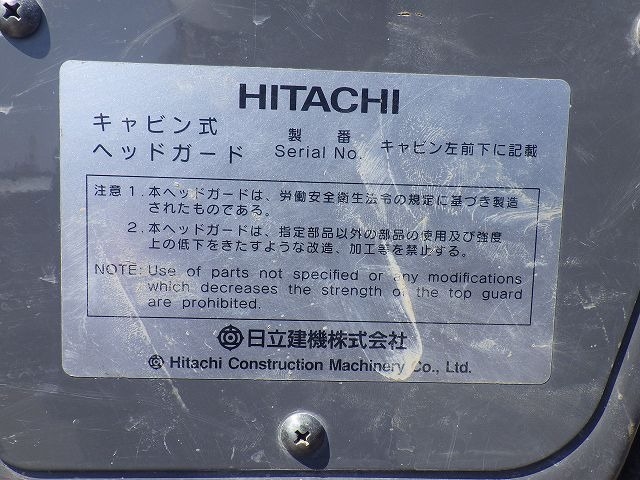 HITACHI
キャビン式
ヘッドガード
製 番
Serial No.
キャビン左前下に記載
注意 1. 本ヘッドガードは、労働安全衛生法令の規定に基づき製造
されたものである。
2. 本ヘッドガードは、指定部品以外の部品の使用及び強度
上の低下をきたすような改造、加工等を禁止する。
NOTE: Use of parts not specified or any modifications
which decreases the strength of the top guard
are prohibited.
日立建機株式会社
Hitachi Construction Machinery Co., Ltd.